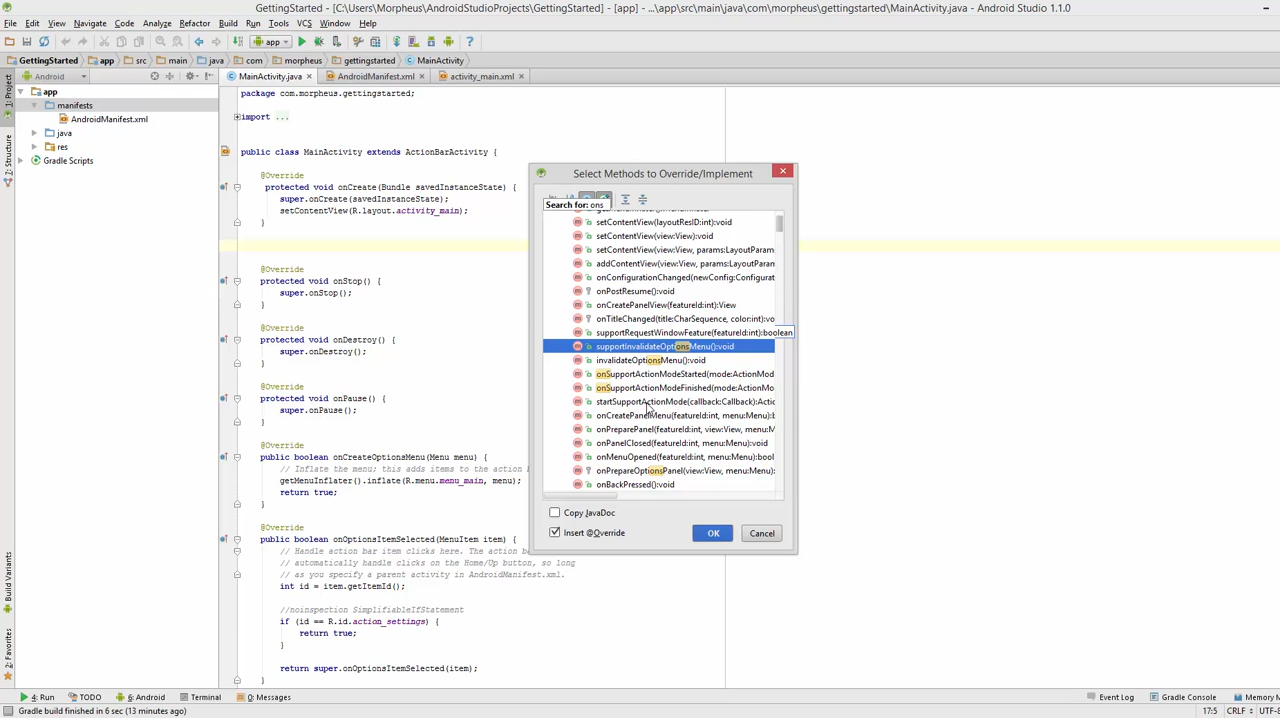 GettingStarted - [C:\Users\Morpheus\AndroidStudioProjects\GettingStarted] - [app] - ...\app\src\main\java\com\morpheus\gettingstarted\MainActivity.java - Android Studio 1.1.0
File Edit View Navigate Code Analyze Refactor Build Run Tools VCS Window Help
app
GettingStarted app src main java com morpheus gettingstarted MainActivity
Android
MainActivity.java AndroidManifest.xml activity_main.xml
1: Project
Z: Structure
Build Variants
2: Favorites
app
manifests
AndroidManifest.xml
java
res
Gradle Scripts
package com.morpheus.gettingstarted;
import ...
public class MainActivity extends ActionBarActivity {
@Override
protected void onCreate(Bundle savedInstanceState) {
super.onCreate(savedInstanceState);
setContentView(R.layout.activity_main);
}
@Override
protected void onStop() {
super.onStop();
}
@Override
protected void onDestroy() {
super.onDestroy();
}
@Override
protected void onPause() {
super.onPause();
}
@Override
public boolean onCreateOptionsMenu(Menu menu) {
// Inflate the menu; this adds items to the action b
getMenuInflater().inflate(R.menu.menu_main, menu);
return true;
}
@Override
public boolean onOptionsItemSelected(MenuItem item) {
// Handle action bar item clicks here. The action b
// automatically handle clicks on the Home/Up button, so long
// as you specify a parent activity in AndroidManifest.xml.
int id = item.getItemId();
//noinspection SimplifiableIfStatement
if (id == R.id.action_settings) {
return true;
}
return super.onOptionsItemSelected(item);
}
Select Methods to Override/Implement
Search for: ons
setContentView(layoutResID:int):void
setContentView(view:View):void
setContentView(view:View, params:LayoutParam
addContentView(view:View, params:LayoutParam
onConfigurationChanged(newConfig:Configurat
onPostResume():void
onCreatePanelView(featureId:int):View
onTitleChanged(title:CharSequence, color:int):vo
supportRequestWindowFeature(featureId:int):boolean
supportInvalidateOptionsMenu():void
invalidateOptionsMenu():void
onSupportActionModeStarted(mode:ActionMod
onSupportActionModeFinished(mode:ActionMo
startSupportActionMode(callback:Callback):Actio
onCreatePanelMenu(featureId:int, menu:Menu):b
onPreparePanel(featureId:int, view:View, menu:M
onPanelClosed(featureId:int, menu:Menu):void
onMenuOpened(featureId:int, menu:Menu):bool
onPrepareOptionsPanel(view:View, menu:Menu):
onBackPressed():void
Copy JavaDoc
Insert @Override
OK Cancel
4: Run TODO 6: Android Terminal 0: Messages Event Log Gradle Console Memory M
Gradle build finished in 6 sec (13 minutes ago) 17:5 CRLF UTF-8